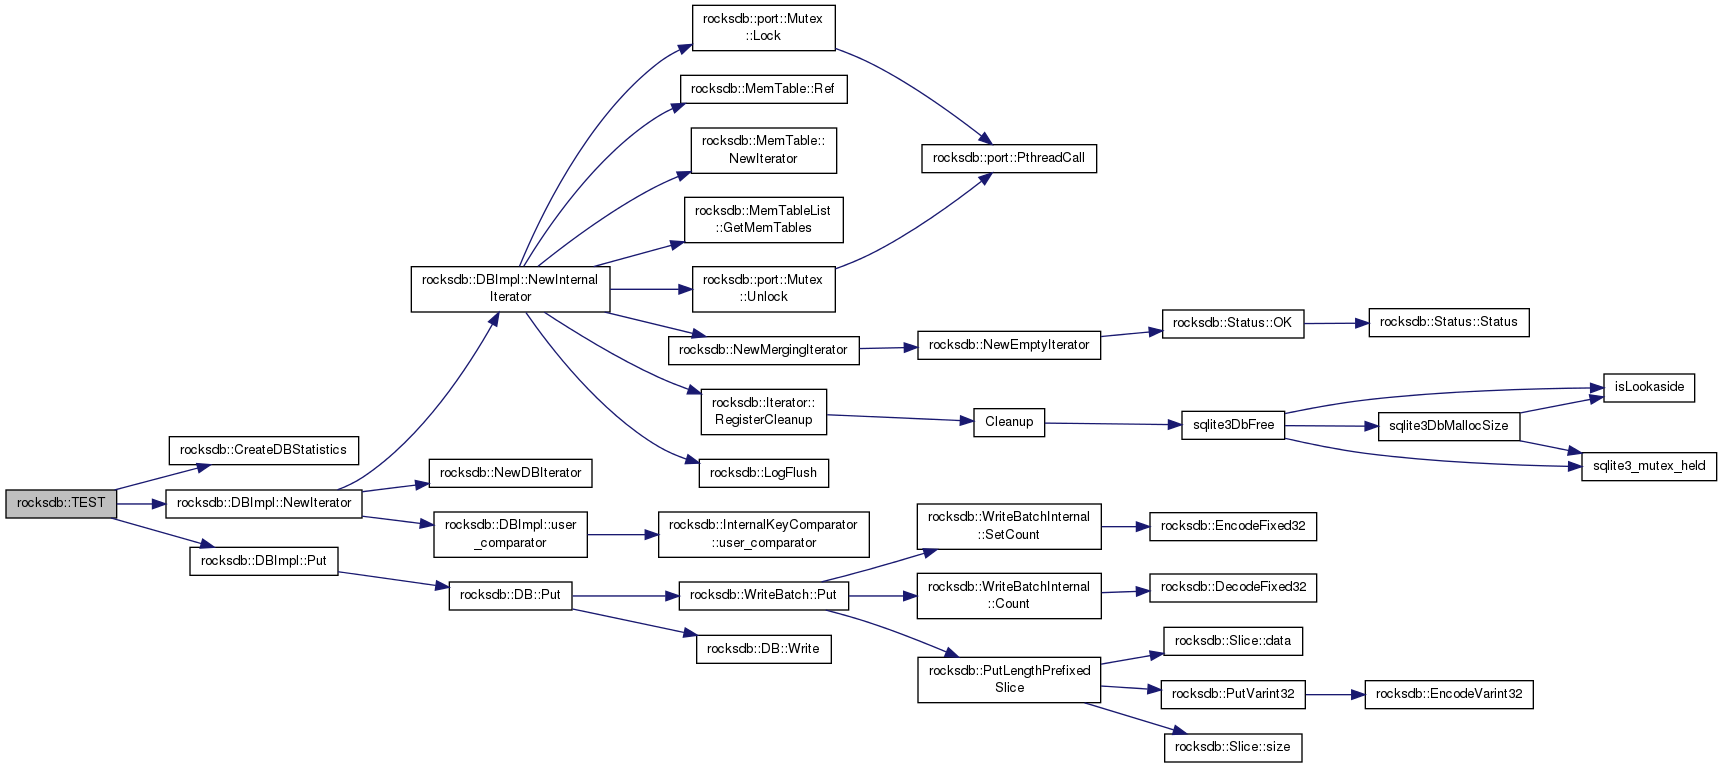 rocksdb::port::Mutex
::Lock
rocksdb::MemTable::Ref
rocksdb::MemTable::
NewIterator
rocksdb::port::PthreadCall
rocksdb::MemTableList
::GetMemTables
rocksdb::DBImpl::NewInternal
Iterator
rocksdb::port::Mutex
::Unlock
rocksdb::NewMergingIterator
rocksdb::NewEmptyIterator
rocksdb::Status::OK
rocksdb::Status::Status
rocksdb::Iterator::
RegisterCleanup
Cleanup
sqlite3DbFree
sqlite3DbMallocSize
isLookaside
sqlite3_mutex_held
rocksdb::LogFlush
rocksdb::CreateDBStatistics
rocksdb::TEST
rocksdb::DBImpl::NewIterator
rocksdb::NewDBIterator
rocksdb::DBImpl::user
_comparator
rocksdb::InternalKeyComparator
::user_comparator
rocksdb::DBImpl::Put
rocksdb::DB::Put
rocksdb::WriteBatch::Put
rocksdb::DB::Write
rocksdb::WriteBatchInternal
::SetCount
rocksdb::EncodeFixed32
rocksdb::WriteBatchInternal
::Count
rocksdb::DecodeFixed32
rocksdb::PutLengthPrefixed
Slice
rocksdb::Slice::data
rocksdb::PutVarint32
rocksdb::EncodeVarint32
rocksdb::Slice::size